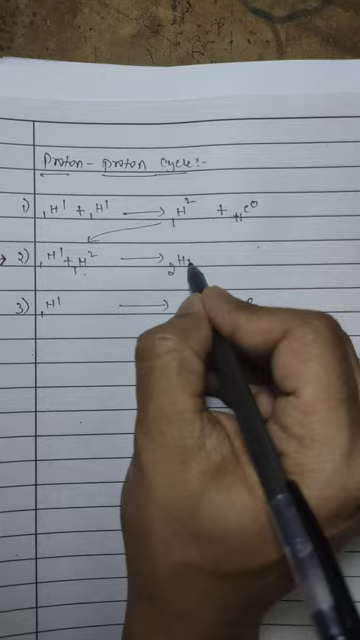 Proton - proton cycle :-
1) ₁H¹ + ₁H¹ ⟶ ₁H² + ₊₁e⁰
→ 2) ₁H¹ + ₁H² ⟶ ₂He
3) ₁H¹ ⟶